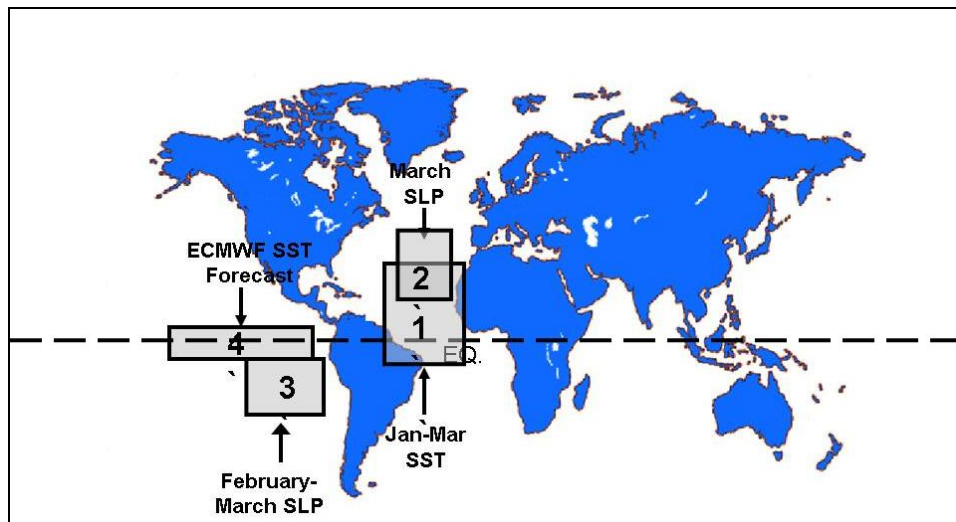 March
SLP
ECMWF SST
Forecast
2
1
4
EQ.
3
Jan-Mar
SST
February-
March SLP